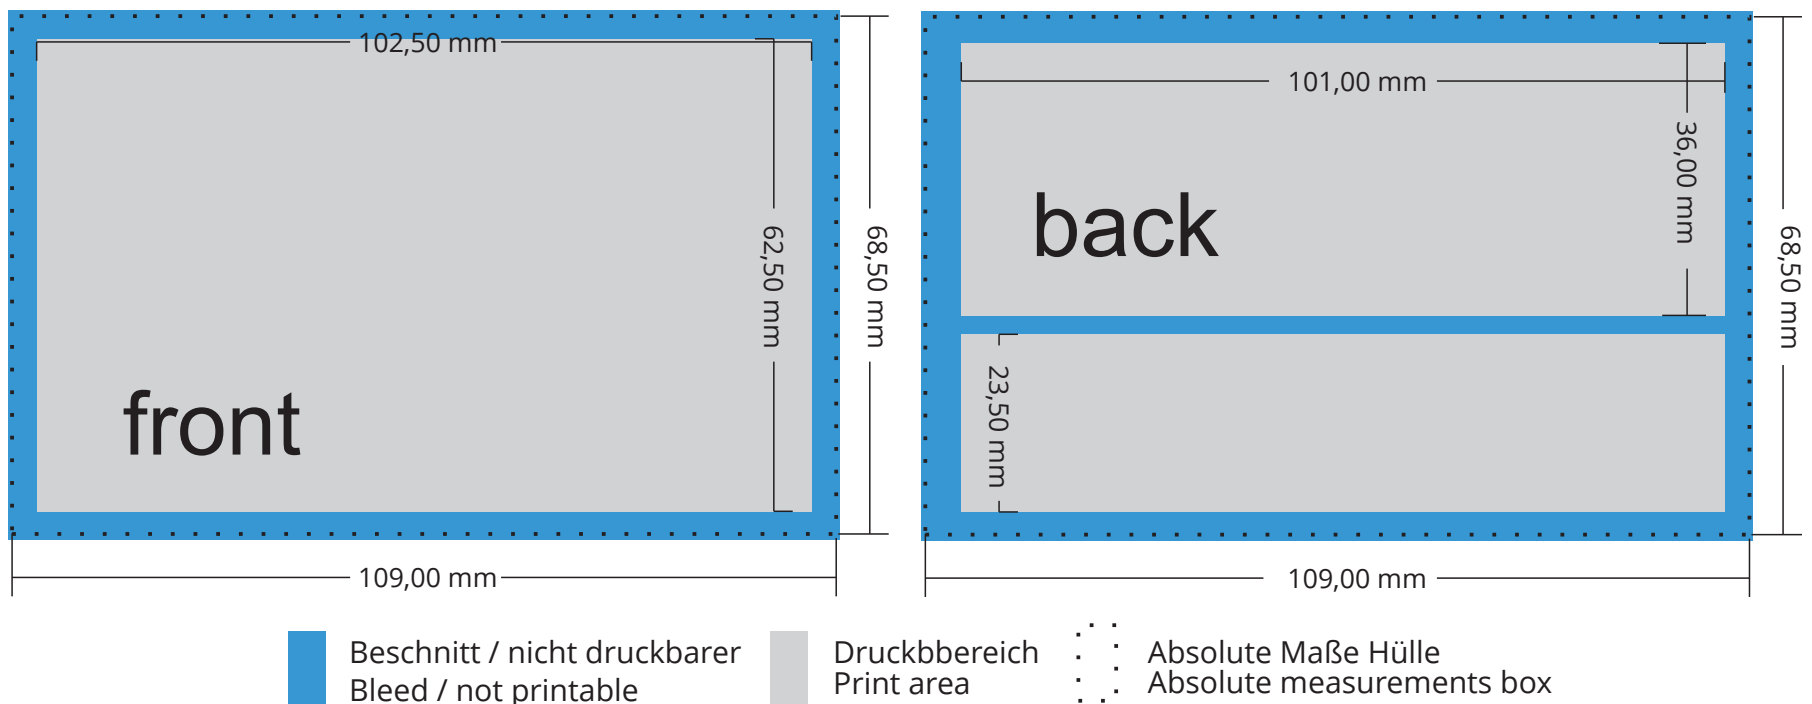 102,50 mm
62,50 mm
68,50 mm
front
109,00 mm
101,00 mm
36,00 mm
back
68,50 mm
23,50 mm
109,00 mm
Beschnitt / nicht druckbarer
Bleed / not printable
Druckbbereich
Print area
Absolute Maße Hülle
Absolute measurements box